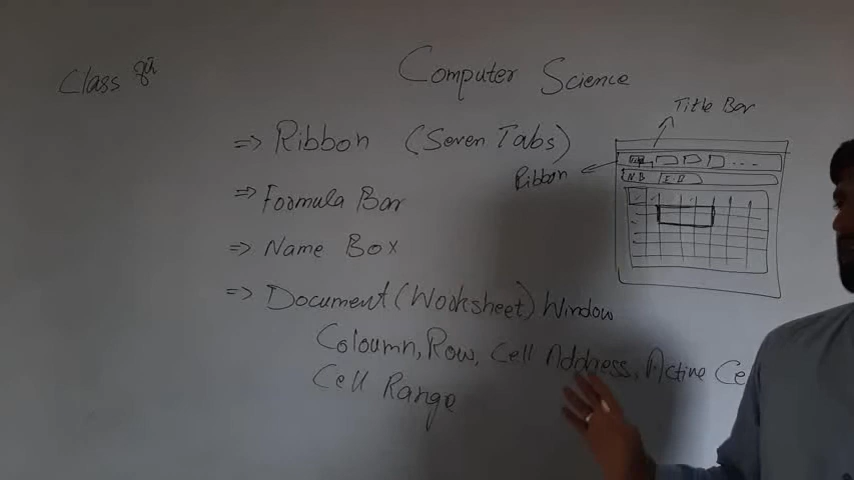 Class 8th
Computer Science
Title Bar
=> Ribbon (Seven Tabs)
Ribbon
N B F B
=> Formula Bar
=> Name Box
=> Document (Worksheet) Window
Coloumn, Row, Cell Address, Active Ce
Cell Range